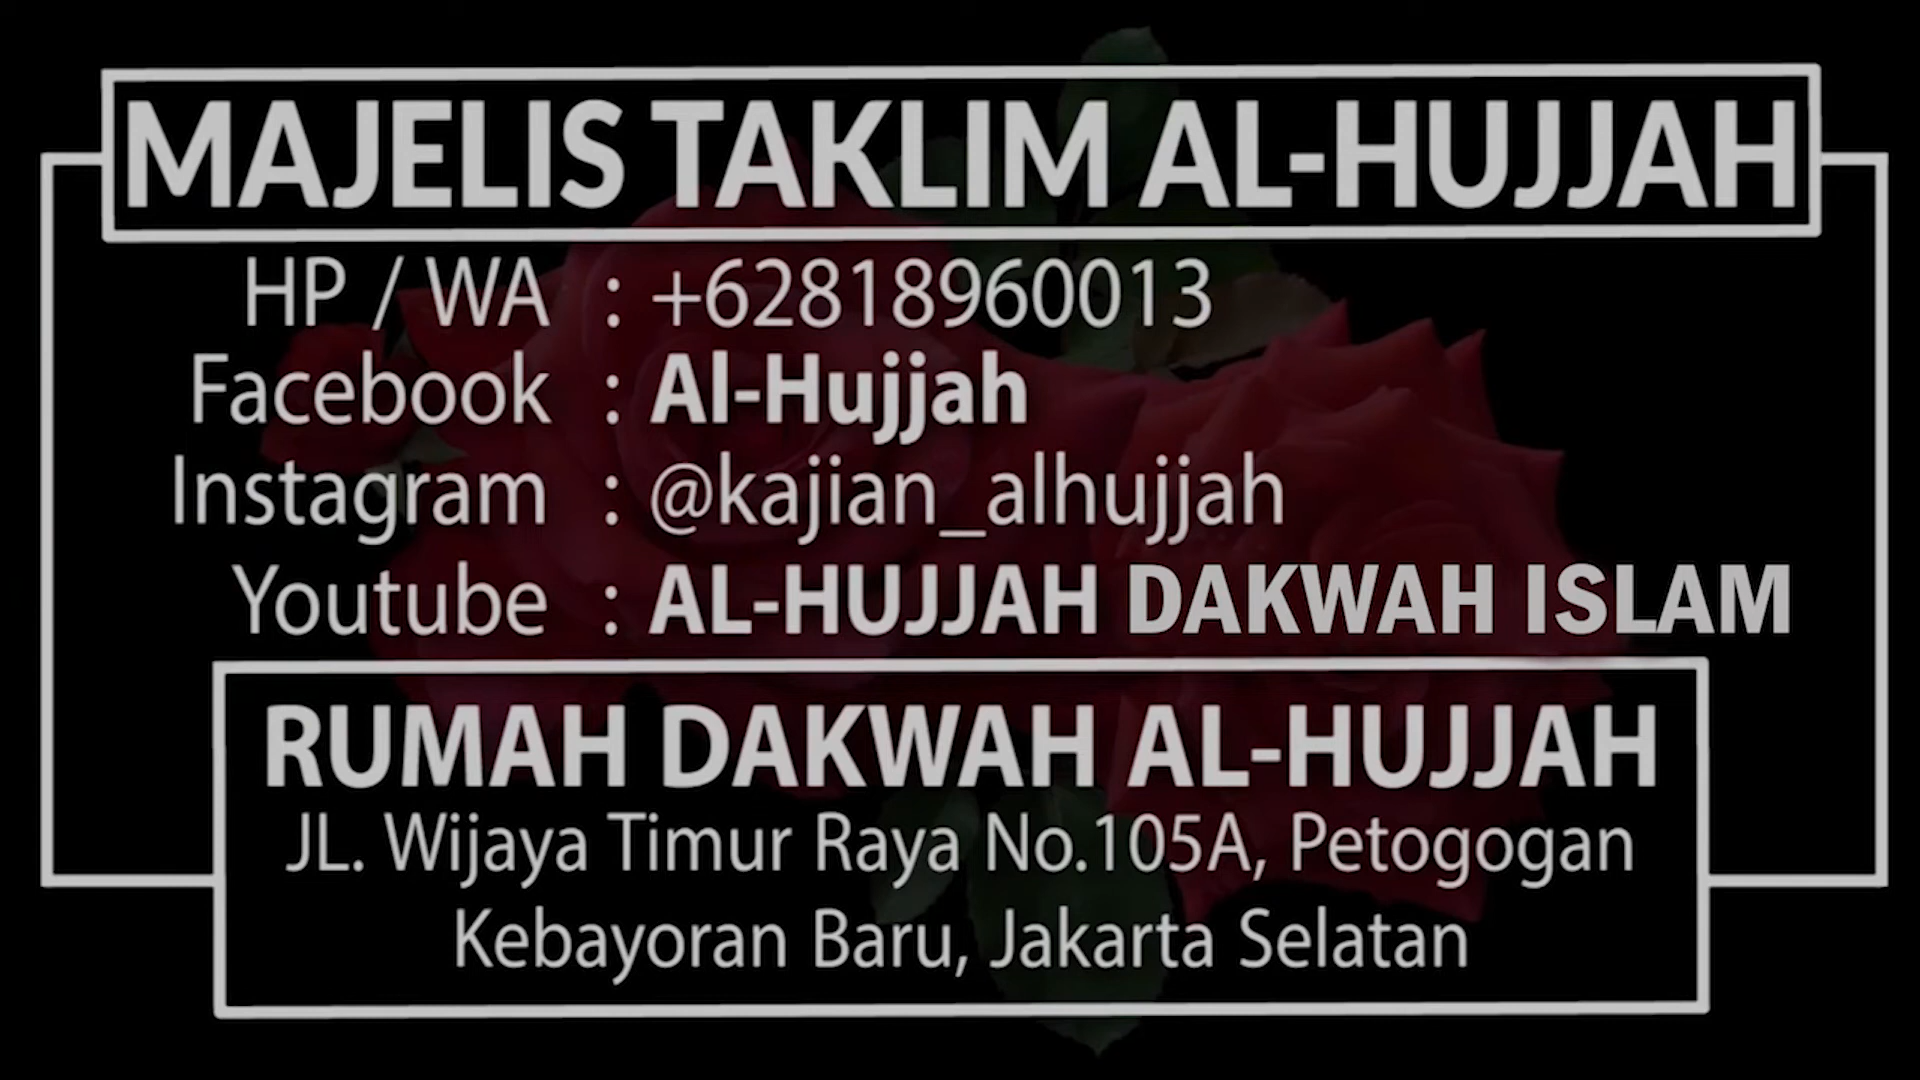 MAJELIS TAKLIM AL-HUJJAH
HP / WA : +62818960013
Facebook : Al-Hujjah
Instagram : @kajian_alhujjah
Youtube : AL-HUJJAH DAKWAH ISLAM
RUMAH DAKWAH AL-HUJJAH
JL. Wijaya Timur Raya No.105A, Petogogan
Kebayoran Baru, Jakarta Selatan